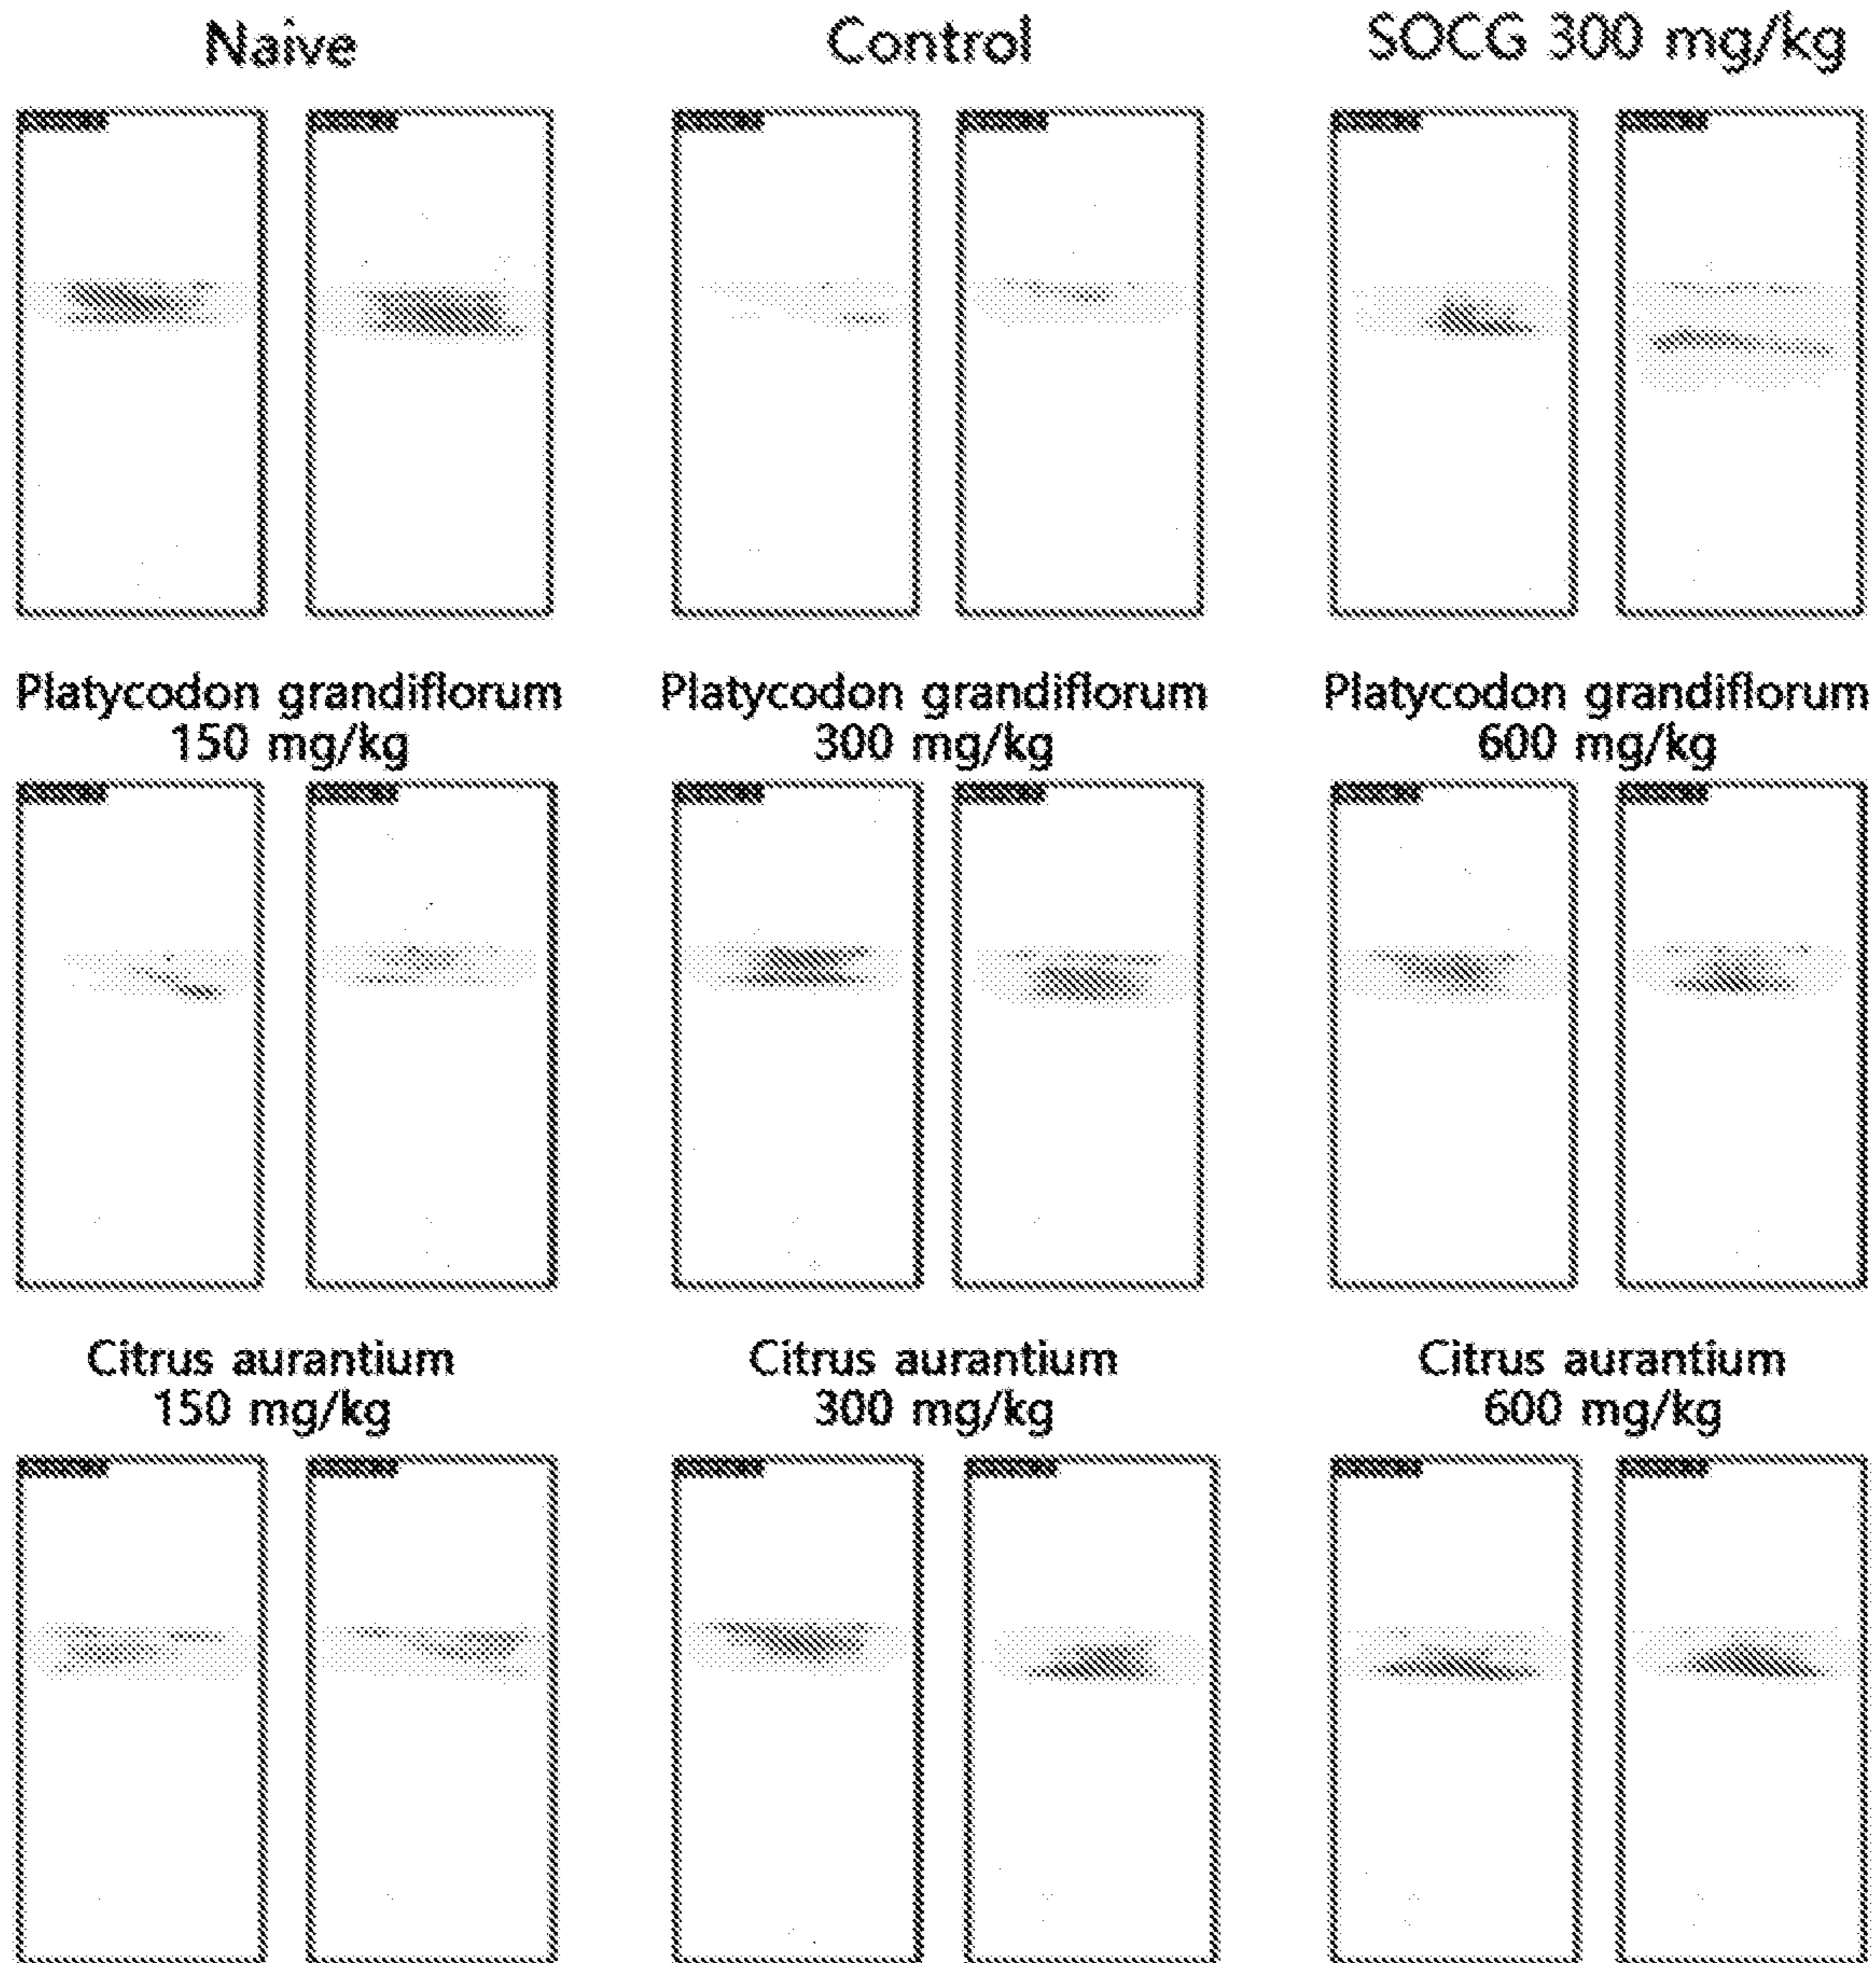 Naive
Control
SOCG 300 mg/kg
Platycodon grandiflorum
150 mg/kg
Platycodon grandiflorum
300 mg/kg
Platycodon grandiflorum
600 mg/kg
Citrus aurantium
150 mg/kg
Citrus aurantium
300 mg/kg
Citrus aurantium
600 mg/kg